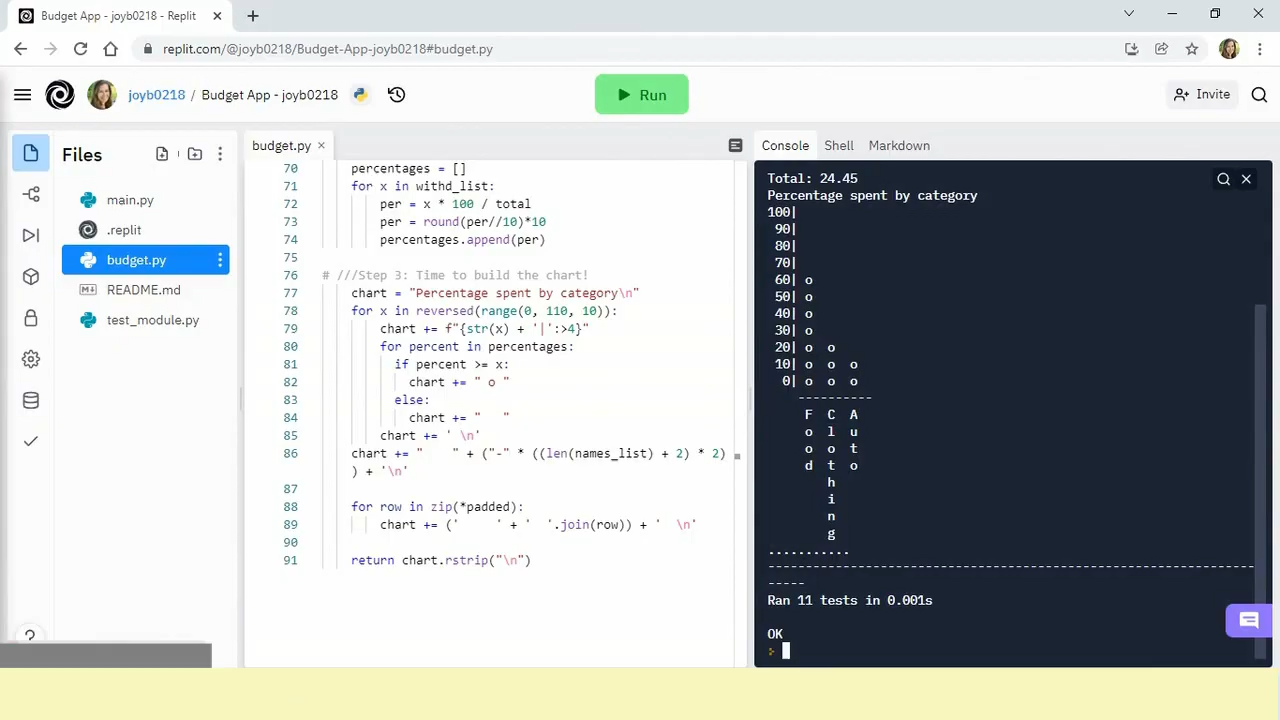 Budget App - joyb0218 - Replit
replit.com/@joyb0218/Budget-App-joyb0218#budget.py
joyb0218 / Budget App - joyb0218
Run
Invite
Files
main.py
.replit
budget.py
README.md
test_module.py
?
budget.py
70 percentages = []
71 for x in withd_list:
72 per = x * 100 / total
73 per = round(per//10)*10
74 percentages.append(per)
75
76 # ///Step 3: Time to build the chart!
77 chart = "Percentage spent by category\n"
78 for x in reversed(range(0, 110, 10)):
79 chart += f"{str(x) + '|':>4}"
80 for percent in percentages:
81 if percent >= x:
82 chart += " o "
83 else:
84 chart += "   "
85 chart += ' \n'
86 chart += "    " + ("-" * ((len(names_list) + 2) * 2)
) + '\n'
87
88 for row in zip(*padded):
89 chart += ('     ' + '  '.join(row)) + '  \n'
90
91 return chart.rstrip("\n")
Console Shell Markdown
Total: 24.45
Percentage spent by category
100|
 90|
 80|
 70|
 60| o
 50| o
 40| o
 30| o
 20| o  o
 10| o  o  o
  0| o  o  o
    ----------
     F  C  A
     o  l  u
     o  o  t
     d  t  o
        h
        i
        n
        g
...........
----------------------------------------------------------------------
Ran 11 tests in 0.001s
OK